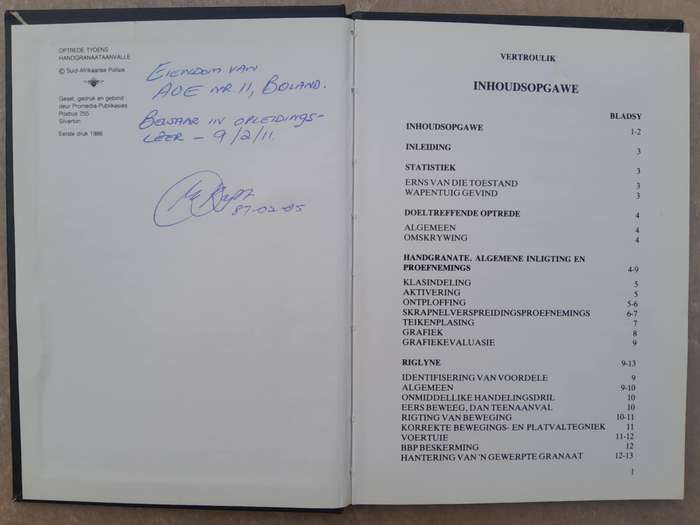 OPTREDE TYDENS
HANDGRANAATAANVALLE
© Suid-Afrikaanse Polisie
Geset, gedruk en gebond
deur Promedia-Publikasies
Posbus 255
Silverton
Eerste druk 1986
EIENDOM VAN
AOE NR. 11, BOLAND.
BEWAAR IN OPLEIDINGS-
LÊER – 9/2/11.
87-02-05
VERTROULIK
INHOUDSOPGAWE
BLADSY
INHOUDSOPGAWE 1-2
INLEIDING 3
STATISTIEK 3
ERNS VAN DIE TOESTAND 3
WAPENTUIG GEVIND 3
DOELTREFFENDE OPTREDE 4
ALGEMEEN 4
OMSKRYWING 4
HANDGRANATE. ALGEMENE INLIGTING EN
PROEFNEMINGS 4-9
KLASINDELING 5
AKTIVERING 5
ONTPLOFFING 5-6
SKRAPNELVERSPREIDINGSPROEFNEMINGS 6-7
TEIKENPLASING 7
GRAFIEK 8
GRAFIEKEVALUASIE 9
RIGLYNE 9-13
IDENTIFISERING VAN VOORDELE 9
ALGEMEEN 9-10
ONMIDDELLIKE HANDELINGSDRIL 10
EERS BEWEEG, DAN TEENAANVAL 10
RIGTING VAN BEWEGING 10-11
KORREKTE BEWEGINGS- EN PLATVALTEGNIEK 11
VOERTUIE 11-12
BBP BESKERMING 12
HANTERING VAN 'N GEWERPTE GRANAAT 12-13
1